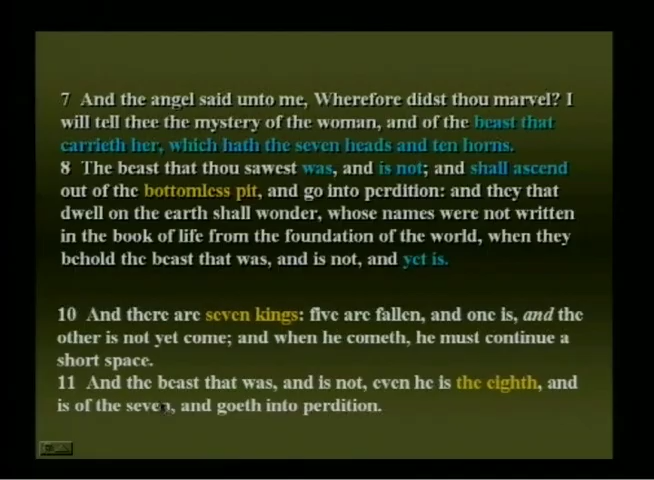 7 And the angel said unto me, Wherefore didst thou marvel? I
will tell thee the mystery of the woman, and of the beast that
carrieth her, which hath the seven heads and ten horns.
8 The beast that thou sawest was, and is not; and shall ascend
out of the bottomless pit, and go into perdition: and they that
dwell on the earth shall wonder, whose names were not written
in the book of life from the foundation of the world, when they
behold the beast that was, and is not, and yet is.
10 And there are seven kings: five are fallen, and one is, and the
other is not yet come; and when he cometh, he must continue a
short space.
11 And the beast that was, and is not, even he is the eighth, and
is of the seven, and goeth into perdition.